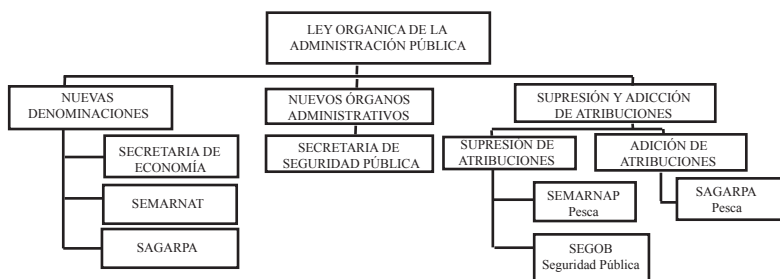 LEY ORGANICA DE LA
ADMINISTRACIÓN PÚBLICA
NUEVAS
DENOMINACIONES
NUEVOS ÓRGANOS
ADMINISTRATIVOS
SUPRESIÓN Y ADICCIÓN
DE ATRIBUCIONES
SECRETARIA DE
ECONOMÍA
SEMARNAT
SAGARPA
SECRETARIA DE
SEGURIDAD PÚBLICA
SUPRESION DE
ATRIBUCIONES
ADICIÓN DE
ATRIBUCIONES
SEMARNAP
Pesca
SEGOB
Seguridad Pública
SAGARPA
Pesca